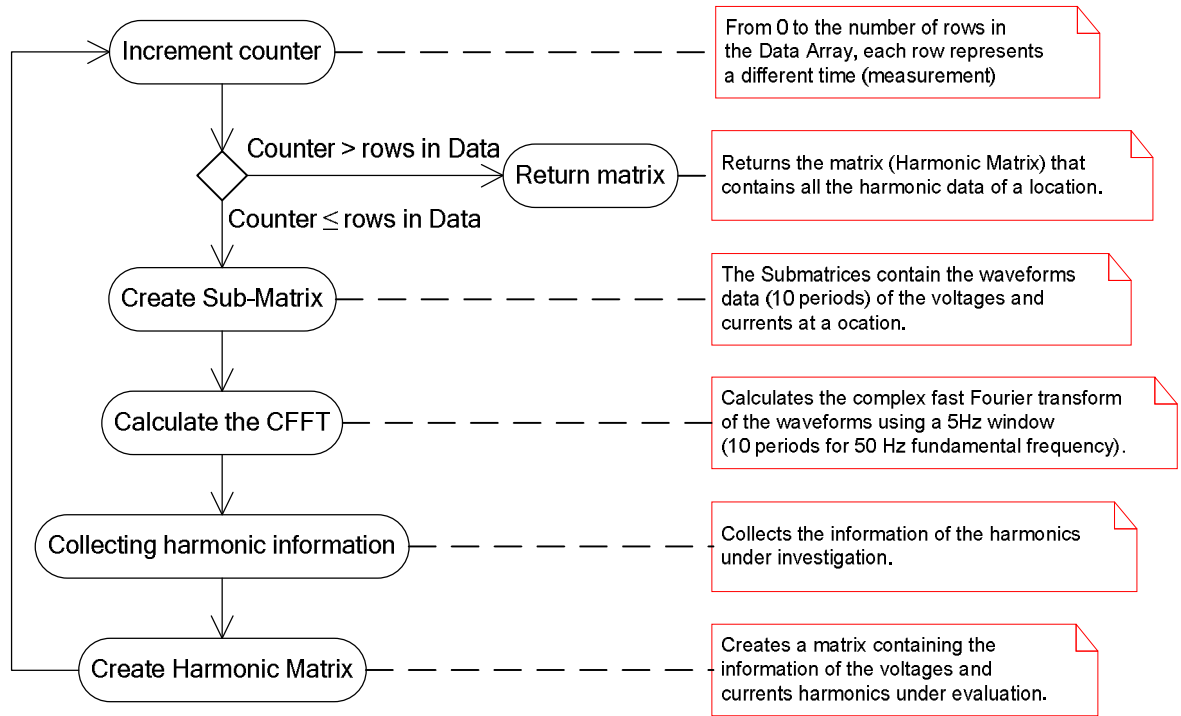 Increment counter
From 0 to the number of rows in
the Data Array, each row represents
a different time (measurement)
Counter > rows in Data
Return matrix
Returns the matrix (Harmonic Matrix) that
contains all the harmonic data of a location.
Counter ≤ rows in Data
Create Sub-Matrix
The Submatrices contain the waveforms
data (10 periods) of the voltages and
currents at a ocation.
Calculate the CFFT
Calculates the complex fast Fourier transform
of the waveforms using a 5Hz window
(10 periods for 50 Hz fundamental frequency).
Collecting harmonic information
Collects the information of the harmonics
under investigation.
Create Harmonic Matrix
Creates a matrix containing the
information of the voltages and
currents harmonics under evaluation.